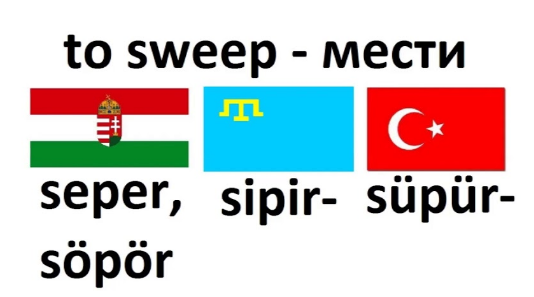 to sweep - мести
seper, sipir- süpür-
söpör